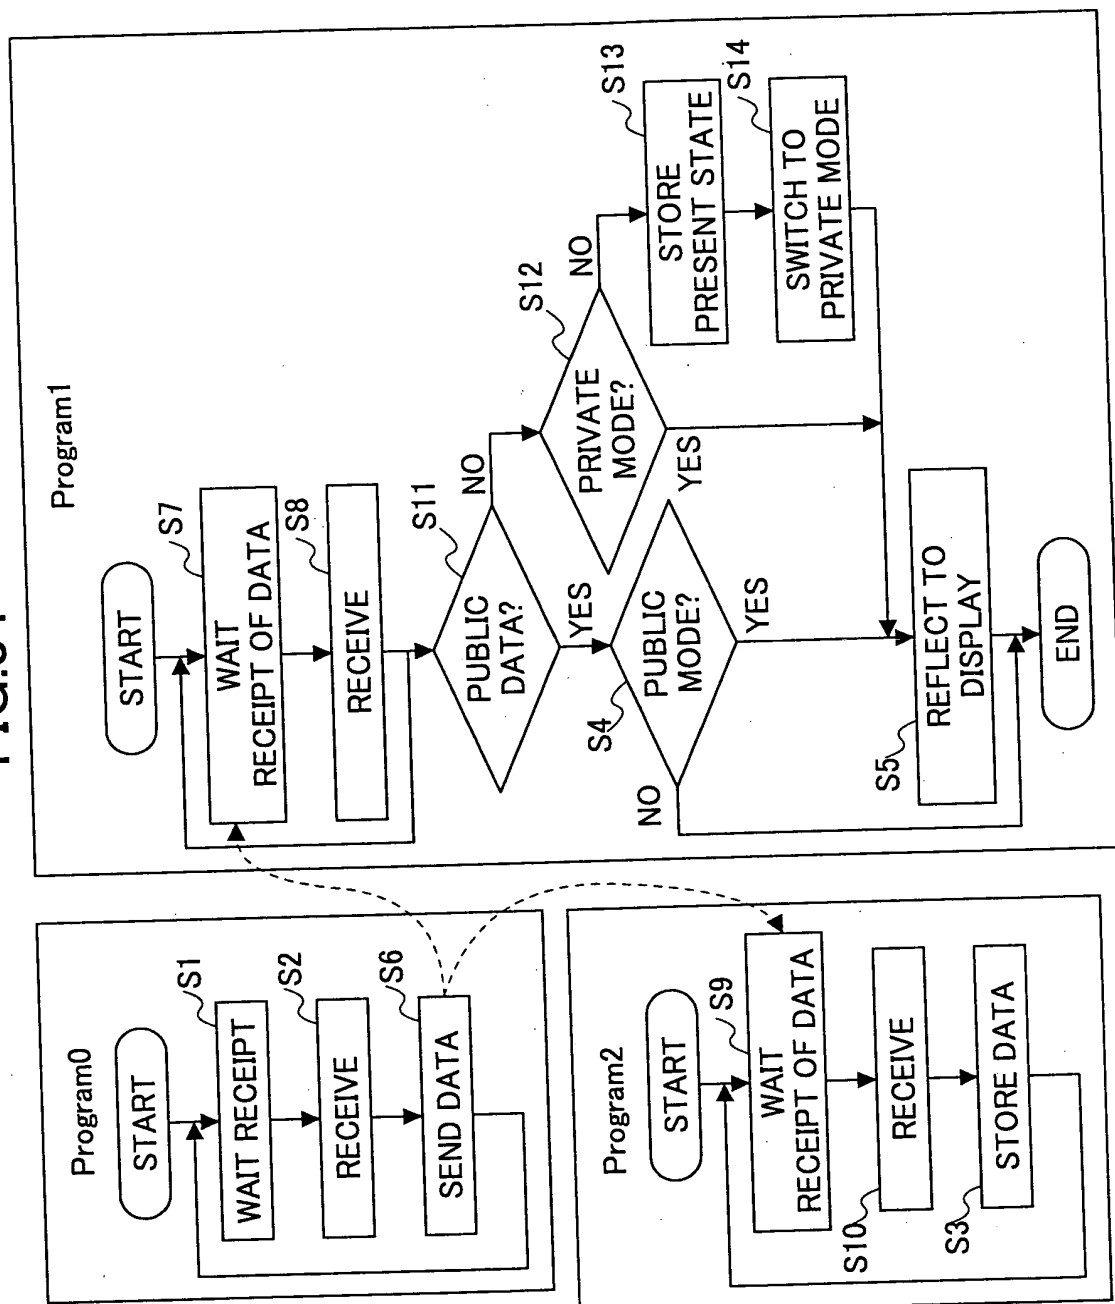 Program0
START
S1
WAIT RECEIPT
S2
RECEIVE
S6
SEND DATA
Program2
START
S9
WAIT
RECEIPT OF DATA
S10
RECEIVE
S3
STORE DATA
Program1
START
S7
WAIT
RECEIPT OF DATA
S8
RECEIVE
S11
PUBLIC
DATA?
NO
YES
S12
PRIVATE
MODE?
NO
YES
S13
STORE
PRESENT STATE
S14
SWITCH TO
PRIVATE MODE
S4
PUBLIC
MODE?
NO
YES
S5
REFLECT TO
DISPLAY
END